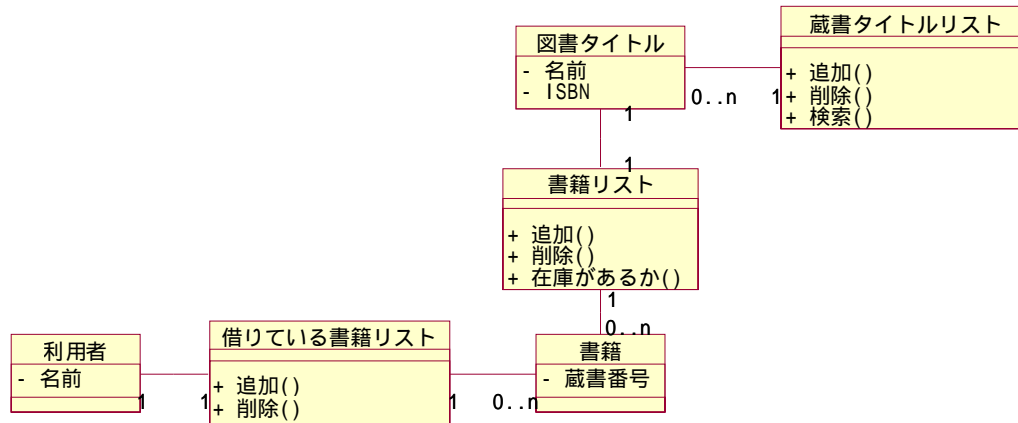 図書タイトル
- 名前
- ISBN
0..n
1
1
蔵書タイトルリスト
+ 追加()
+ 削除()
+ 検索()
1
書籍リスト
+ 追加()
+ 削除()
+ 在庫があるか()
1
0..n
利用者
- 名前
1
1
借りている書籍リスト
+ 追加()
+ 削除()
1
0..n
書籍
- 蔵書番号